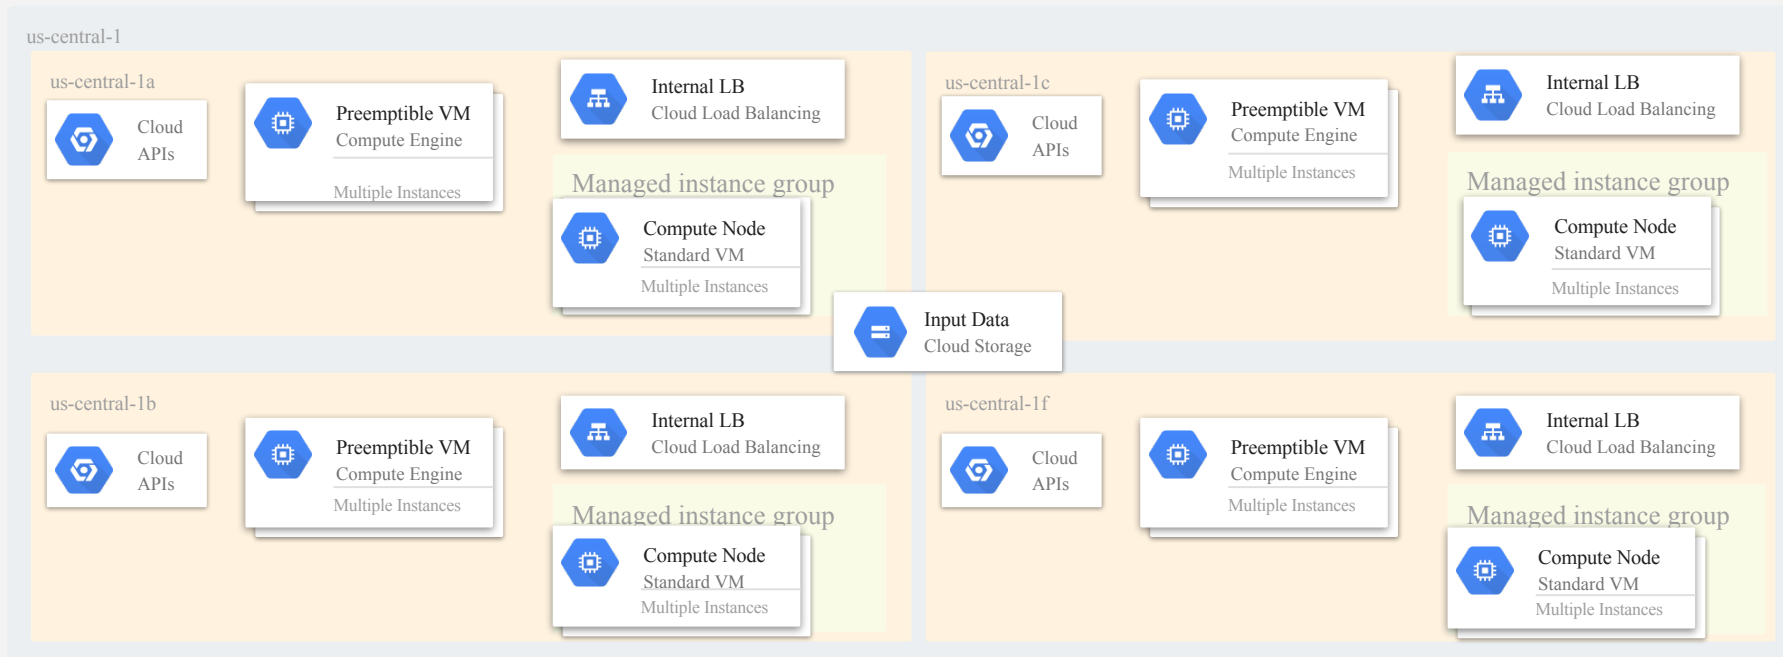 us-central-1
us-central-1a
Cloud
APIs
Preemptible VM
Compute Engine
Multiple Instances
Internal LB
Cloud Load Balancing
Managed instance group
Compute Node
Standard VM
Multiple Instances
us-central-1c
Cloud
APIs
Preemptible VM
Compute Engine
Multiple Instances
Internal LB
Cloud Load Balancing
Managed instance group
Compute Node
Standard VM
Multiple Instances
Input Data
Cloud Storage
us-central-1b
Cloud
APIs
Preemptible VM
Compute Engine
Multiple Instances
Internal LB
Cloud Load Balancing
Managed instance group
Compute Node
Standard VM
Multiple Instances
us-central-1f
Cloud
APIs
Preemptible VM
Compute Engine
Multiple Instances
Internal LB
Cloud Load Balancing
Managed instance group
Compute Node
Standard VM
Multiple Instances